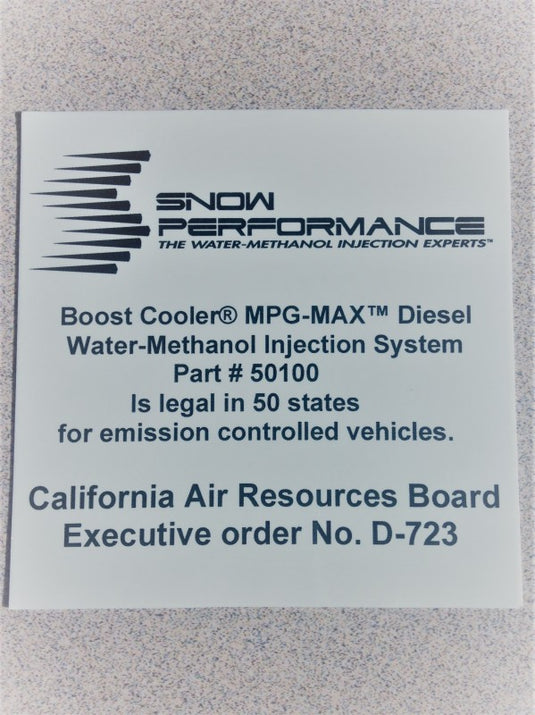 SNOW
PERFORMANCE
THE WATER-METHANOL INJECTION EXPERTS™
Boost Cooler® MPG-MAX™ Diesel
Water-Methanol Injection System
Part # 50100
Is legal in 50 states
for emission controlled vehicles.
California Air Resources Board
Executive order No. D-723